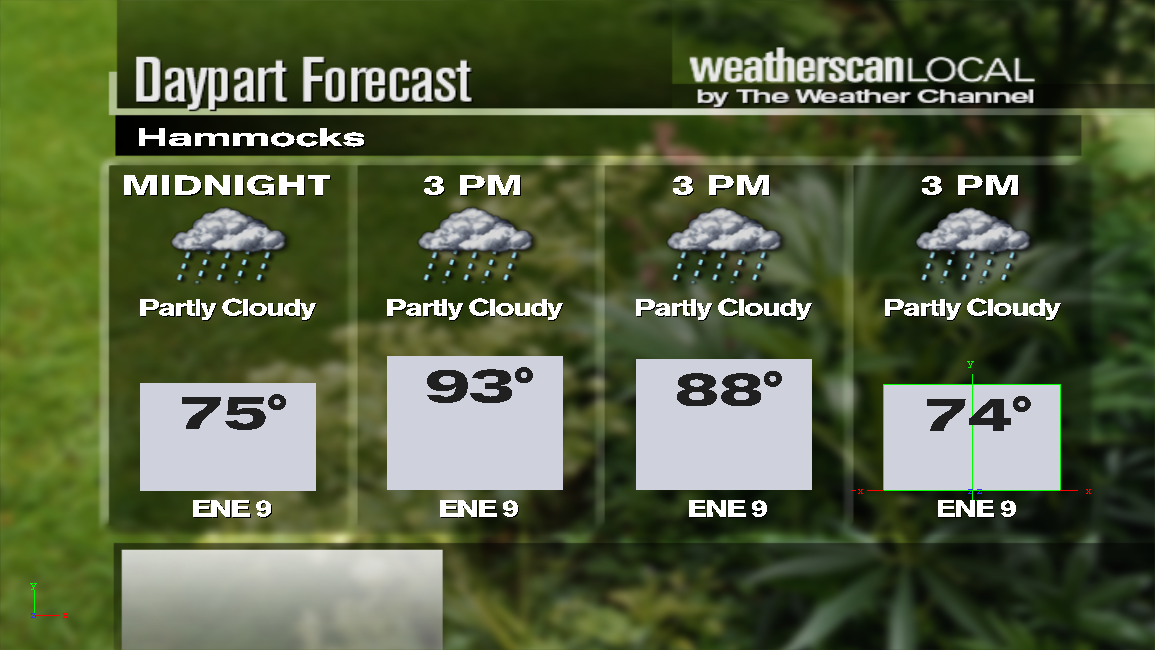 Daypart Forecast
weatherscanLOCAL
by The Weather Channel
Hammocks
MIDNIGHT 3 PM 3 PM 3 PM
Partly Cloudy Partly Cloudy Partly Cloudy Partly Cloudy
75° 93° 88° 74°
ENE 9 ENE 9 ENE 9 ENE 9
y
x x
y